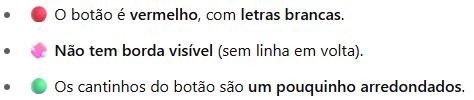 O botão é vermelho, com letras brancas.
Não tem borda visível (sem linha em volta).
Os cantinhos do botão são um pouquinho arredondados.